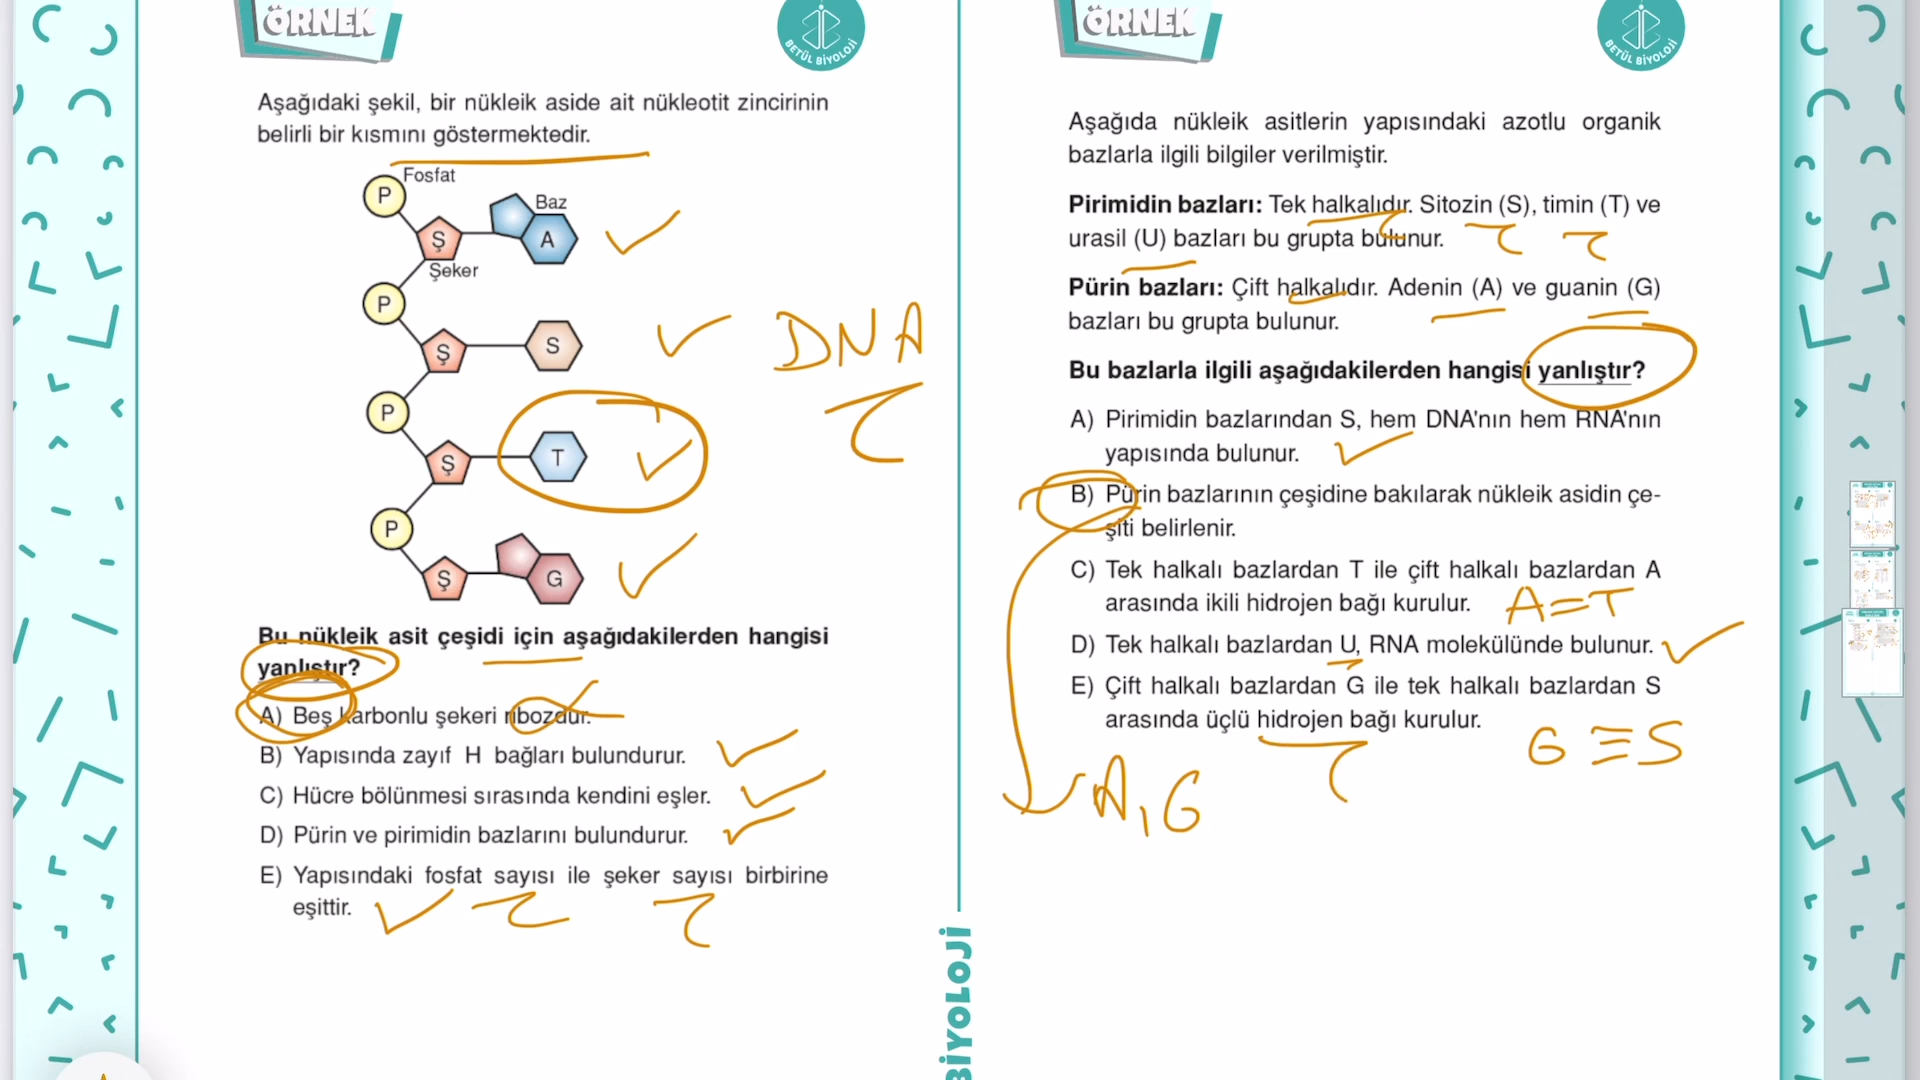 ÖRNEK
BETÜL BİYOLOJİ
Aşağıdaki şekil, bir nükleik aside ait nükleotit zincirinin
belirli bir kısmını göstermektedir.
Fosfat
P
Baz
Ş
A
Şeker
P
Ş
S
DNA
P
Ş
T
P
Ş
G
Bu nükleik asit çeşidi için aşağıdakilerden hangisi
yanlıştır?
A) Beş karbonlu şekeri ribozdur.
B) Yapısında zayıf H bağları bulundurur.
C) Hücre bölünmesi sırasında kendini eşler.
D) Pürin ve pirimidin bazlarını bulundurur.
E) Yapısındaki fosfat sayısı ile şeker sayısı birbirine
eşittir.
BİYOLOJİ
ÖRNEK
BETÜL BİYOLOJİ
Aşağıda nükleik asitlerin yapısındaki azotlu organik
bazlarla ilgili bilgiler verilmiştir.
Pirimidin bazları: Tek halkalıdır. Sitozin (S), timin (T) ve
urasil (U) bazları bu grupta bulunur.
Pürin bazları: Çift halkalıdır. Adenin (A) ve guanin (G)
bazları bu grupta bulunur.
Bu bazlarla ilgili aşağıdakilerden hangisi yanlıştır?
A) Pirimidin bazlarından S, hem DNA'nın hem RNA'nın
yapısında bulunur.
B) Pürin bazlarının çeşidine bakılarak nükleik asidin çe-
şiti belirlenir.
C) Tek halkalı bazlardan T ile çift halkalı bazlardan A
arasında ikili hidrojen bağı kurulur.
A=T
D) Tek halkalı bazlardan U, RNA molekülünde bulunur.
E) Çift halkalı bazlardan G ile tek halkalı bazlardan S
arasında üçlü hidrojen bağı kurulur.
G≡S
A, G